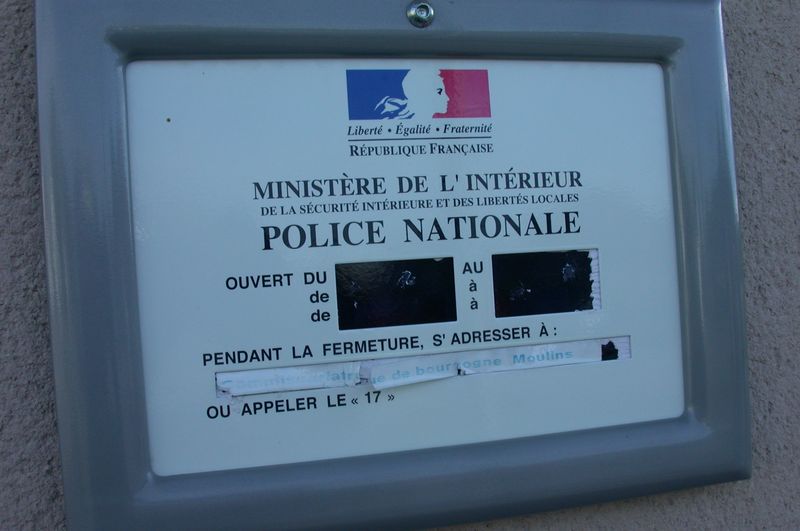 Liberté • Égalité • Fraternité
RÉPUBLIQUE FRANÇAISE
MINISTÈRE DE L'INTÉRIEUR
DE LA SÉCURITÉ INTÉRIEURE ET DES LIBERTÉS LOCALES
POLICE NATIONALE
OUVERT DU AU
de à
de à
PENDANT LA FERMETURE, S'ADRESSER À :
de bourgogne Moulins
OU APPELER LE « 17 »